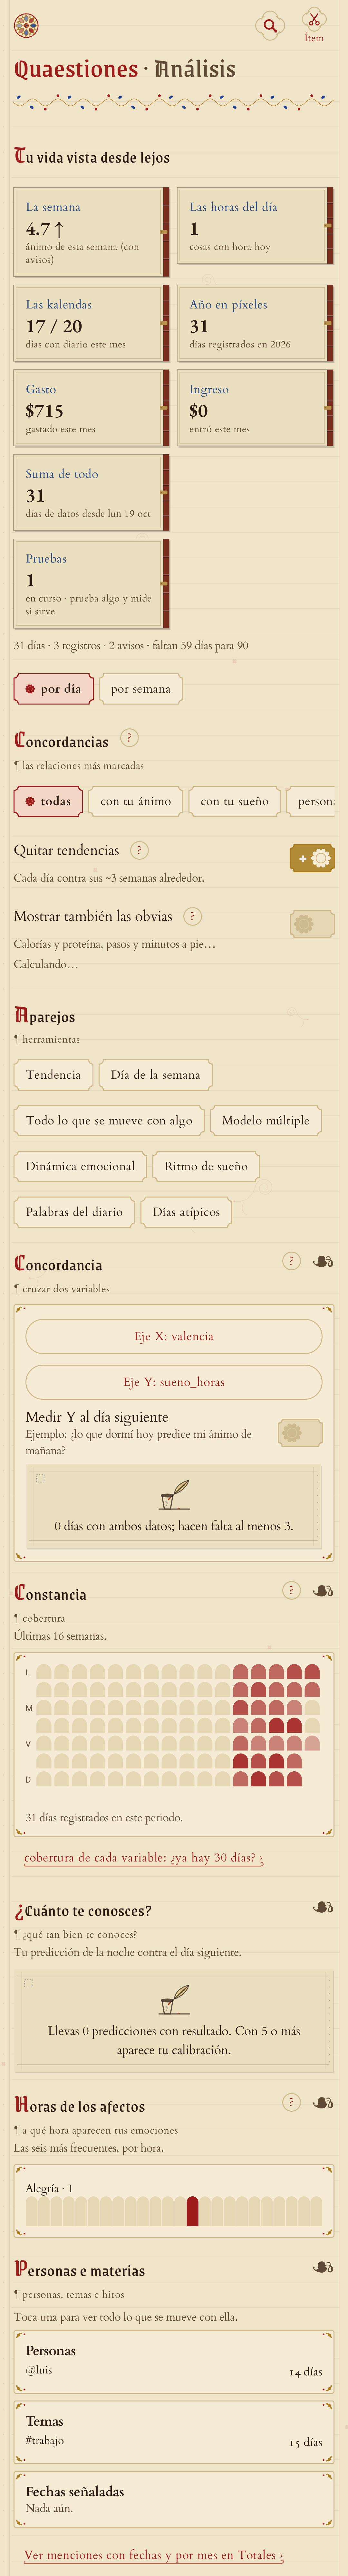 Ítem
Quaestiones · Análisis
Tu vida vista desde lejos
La semana
4.7 ↑
ánimo de esta semana (con
avisos)
Las horas del día
1
cosas con hora hoy
Las kalendas
17 / 20
días con diario este mes
Año en píxeles
31
días registrados en 2026
Gasto
$715
gastado este mes
Ingreso
$0
entró este mes
Suma de todo
31
días de datos desde lun 19 oct
Pruebas
1
en curso · prueba algo y mide
si sirve
31 días · 3 registros · 2 avisos · faltan 59 días para 90
por día
por semana
Concordancias ?
¶ las relaciones más marcadas
todas
con tu ánimo
con tu sueño
persona
Quitar tendencias ?
Cada día contra sus ~3 semanas alrededor.
Mostrar también las obvias ?
Calorías y proteína, pasos y minutos a pie…
Calculando…
Aparejos
¶ herramientas
Tendencia
Día de la semana
Todo lo que se mueve con algo
Modelo múltiple
Dinámica emocional
Ritmo de sueño
Palabras del diario
Días atípicos
Concordancia ?
¶ cruzar dos variables
Eje X: valencia
Eje Y: sueno_horas
Medir Y al día siguiente
Ejemplo: ¿lo que dormí hoy predice mi ánimo de
mañana?
0 días con ambos datos; hacen falta al menos 3.
Constancia ?
¶ cobertura
Últimas 16 semanas.
L
M
V
D
31 días registrados en este periodo.
cobertura de cada variable: ¿ya hay 30 días? ›
¿Cuánto te conosces?
¶ ¿qué tan bien te conoces?
Tu predicción de la noche contra el día siguiente.
Llevas 0 predicciones con resultado. Con 5 o más
aparece tu calibración.
Horas de los afectos ?
¶ a qué hora aparecen tus emociones
Las seis más frecuentes, por hora.
Alegría · 1
Personas e materias
¶ personas, temas e hitos
Toca una para ver todo lo que se mueve con ella.
Personas
@luis
14 días
Temas
#trabajo
15 días
Fechas señaladas
Nada aún.
Ver menciones con fechas y por mes en Totales ›